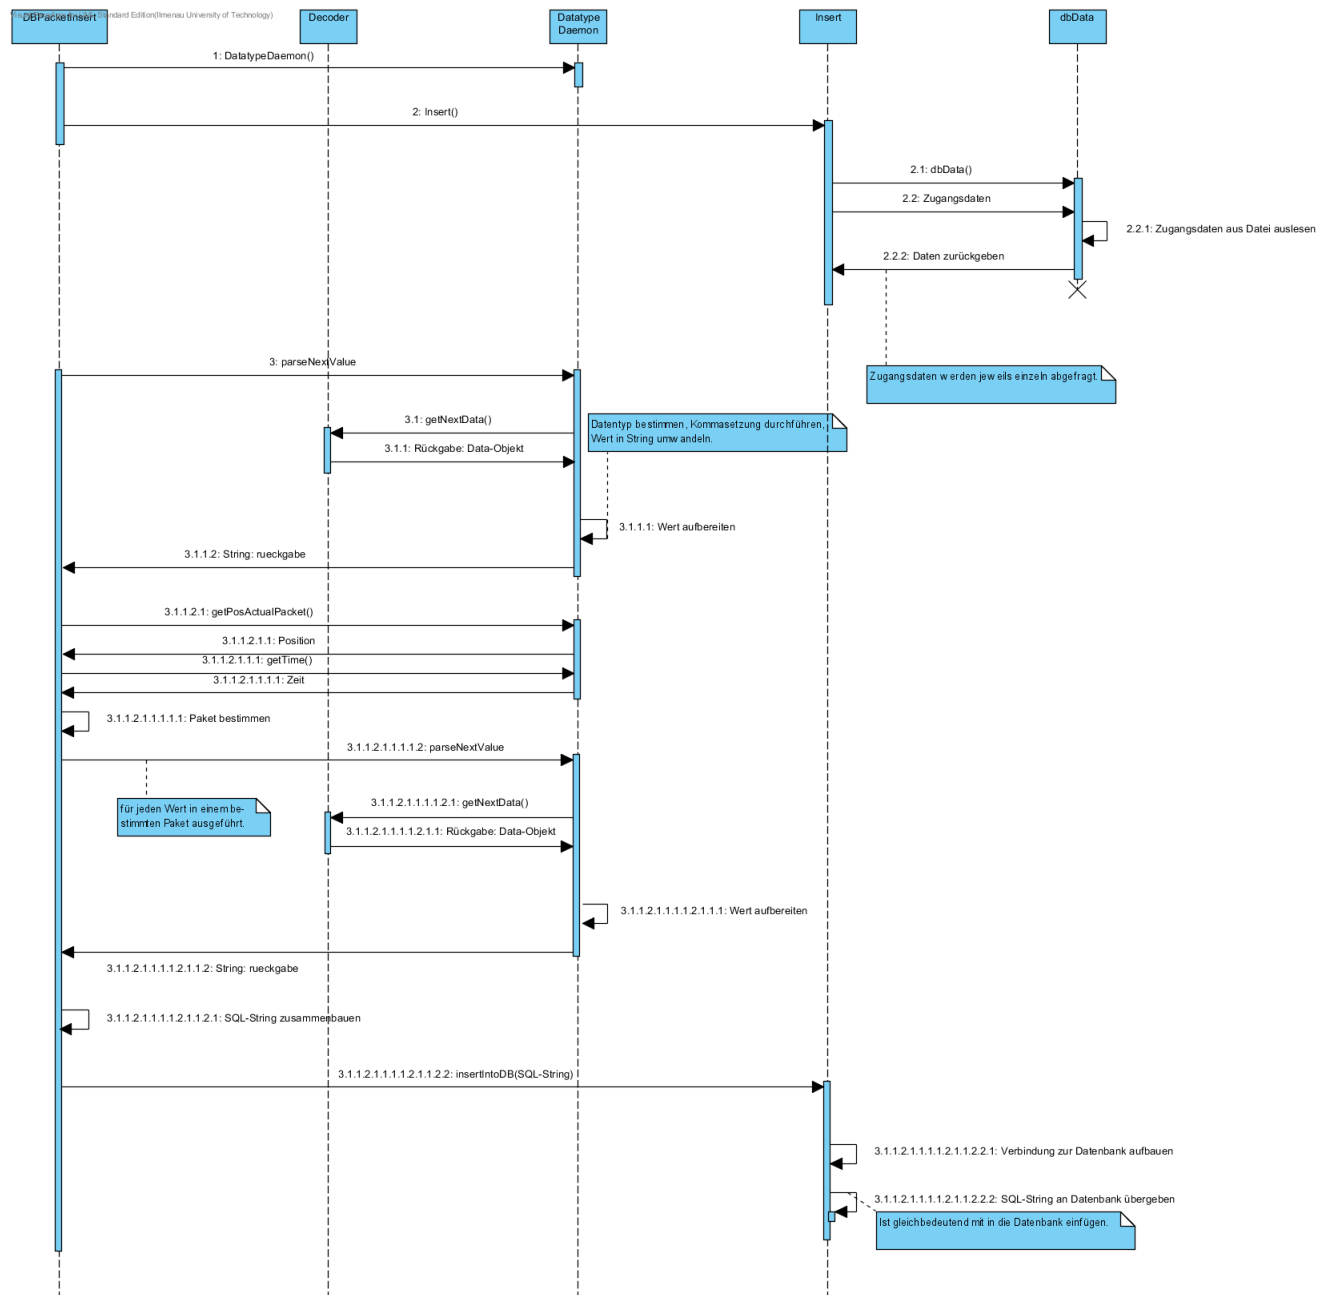 Visual Paradigm for UML Standard Edition(Ilmenau University of Technology)
DBPacketInsert
Decoder
Datatype
Daemon
Insert
dbData
1: DatatypeDaemon()
2: Insert()
2.1: dbData()
2.2: Zugangsdaten
2.2.1: Zugangsdaten aus Datei auslesen
2.2.2: Daten zurückgeben
3: parseNextValue
Zugangsdaten werden jeweils einzeln abgefragt.
3.1: getNextData()
Datentyp bestimmen, Kommasetzung durchführen,
Wert in String umwandeln.
3.1.1: Rückgabe: Data-Objekt
3.1.1.1: Wert aufbereiten
3.1.1.2: String: rueckgabe
3.1.1.2.1: getPosActualPacket()
3.1.1.2.1.1: Position
3.1.1.2.1.1.1: getTime()
3.1.1.2.1.1.1.1: Zeit
3.1.1.2.1.1.1.1.1: Paket bestimmen
3.1.1.2.1.1.1.1.2: parseNextValue
für jeden Wert in einem be-
stimmten Paket ausgeführt.
3.1.1.2.1.1.1.1.2.1: getNextData()
3.1.1.2.1.1.1.1.2.1.1: Rückgabe: Data-Objekt
3.1.1.2.1.1.1.1.2.1.1.1: Wert aufbereiten
3.1.1.2.1.1.1.1.2.1.1.2: String: rueckgabe
3.1.1.2.1.1.1.1.2.1.1.2.1: SQL-String zusammenbauen
3.1.1.2.1.1.1.1.2.1.1.2.2: insertIntoDB(SQL-String)
3.1.1.2.1.1.1.1.2.1.1.2.2.1: Verbindung zur Datenbank aufbauen
3.1.1.2.1.1.1.1.2.1.1.2.2.2: SQL-String an Datenbank übergeben
Ist gleichbedeutend mit in die Datenbank einfügen.